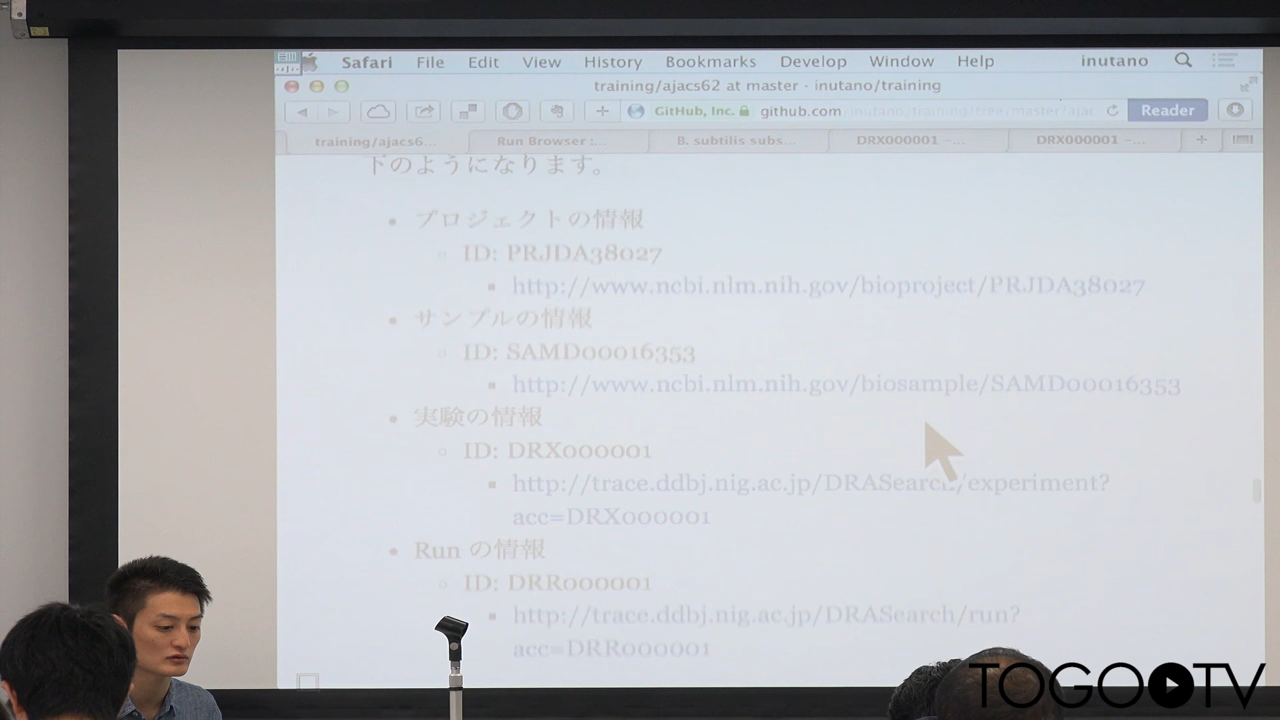 Safari File Edit View History Bookmarks Develop Window Help inutano
training/ajacs62 at master · inutano/training
GitHub, Inc. github.com/inutano/training/tree/master/ajac Reader
training/ajacs6... Run Browser :... B. subtilis subs... DRX000001 –... DRX000001 –...
下のようになります。
• プロジェクトの情報
ID: PRJDA38027
http://www.ncbi.nlm.nih.gov/bioproject/PRJDA38027
• サンプルの情報
ID: SAMD00016353
http://www.ncbi.nlm.nih.gov/biosample/SAMD00016353
• 実験の情報
ID: DRX000001
http://trace.ddbj.nig.ac.jp/DRASearch/experiment?
acc=DRX000001
• Run の情報
ID: DRR000001
http://trace.ddbj.nig.ac.jp/DRASearch/run?
acc=DRR000001
TOGOTV